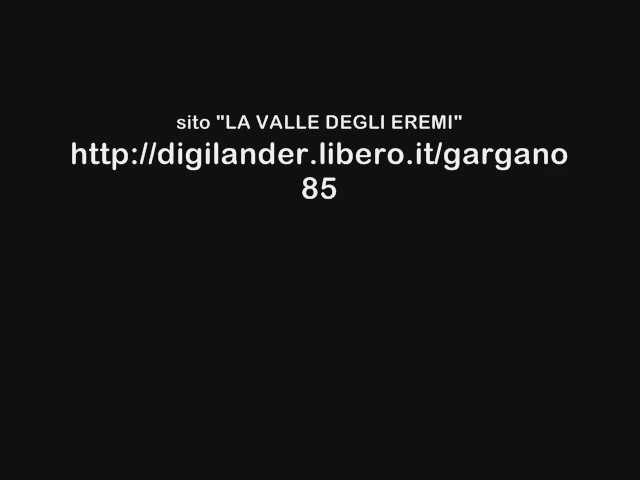 sito "LA VALLE DEGLI EREMI"
http://digilander.libero.it/gargano
85